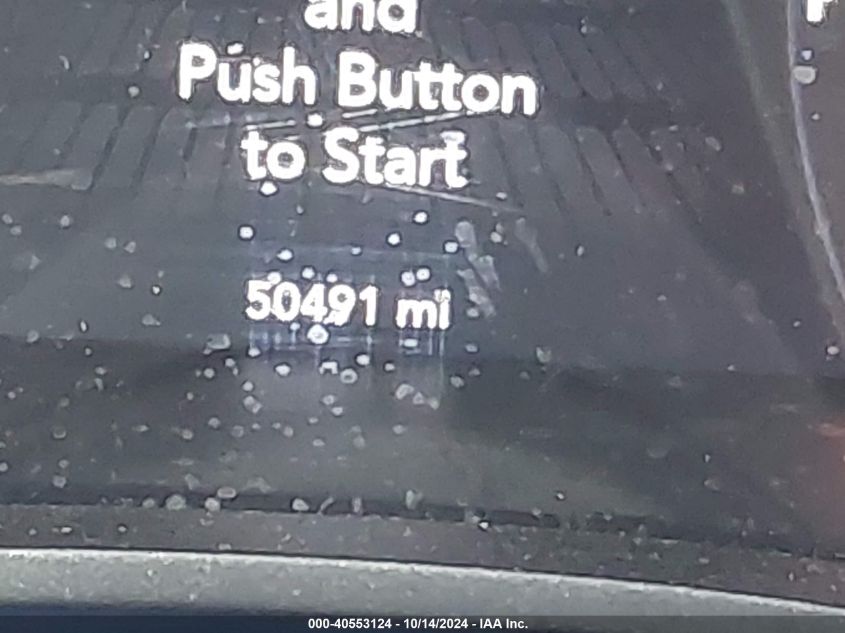 and
Push Button
to Start
50491 mi
000-40553124 - 10/14/2024 - IAA Inc.